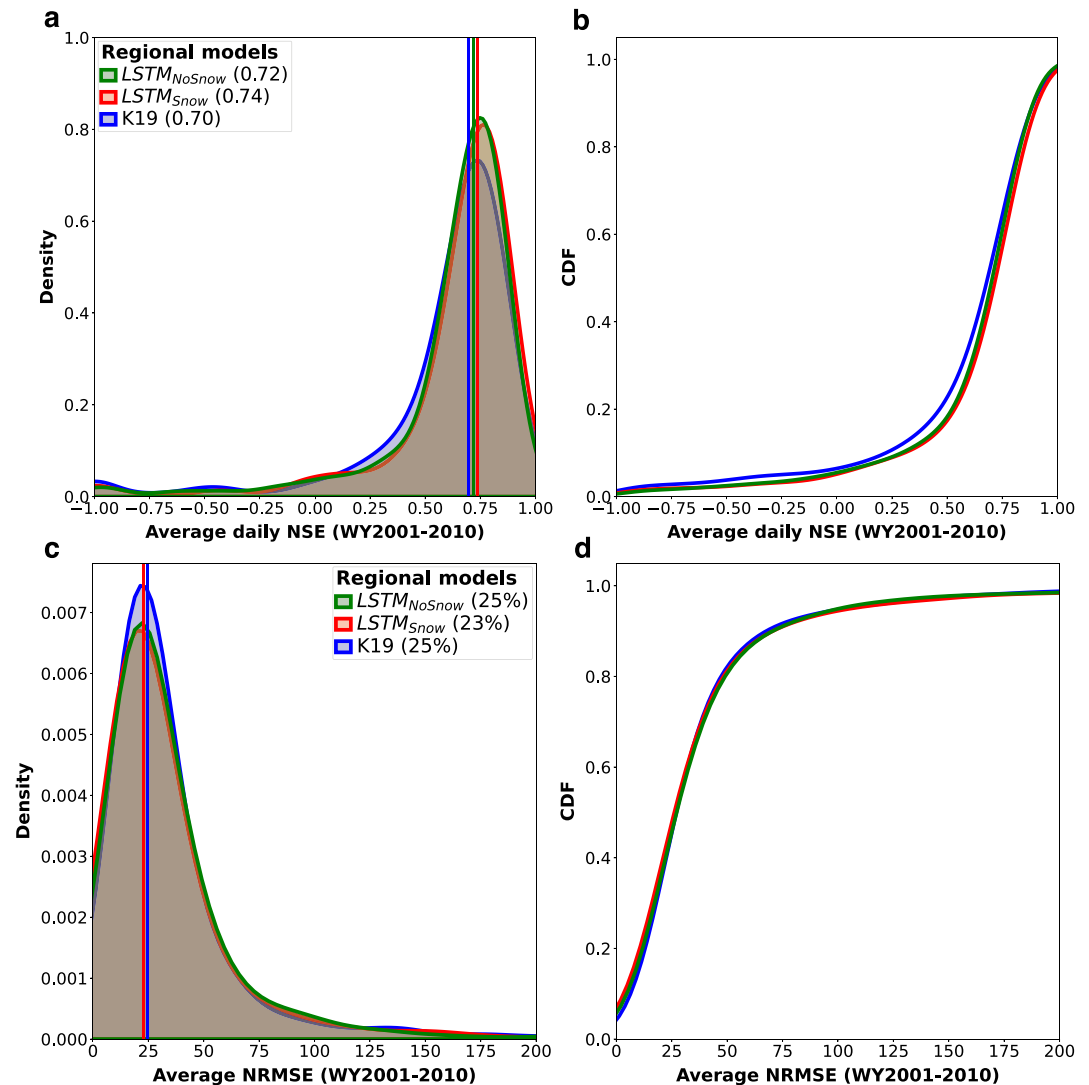 a
Regional models
LSTM_NoSnow (0.72)
LSTM_Snow (0.74)
K19 (0.70)
Density
1.0
0.8
0.6
0.4
0.2
0.0
−1.00 −0.75 −0.50 −0.25 0.00 0.25 0.50 0.75 1.00
Average daily NSE (WY2001-2010)
b
CDF
1.0
0.8
0.6
0.4
0.2
0.0
−1.00 −0.75 −0.50 −0.25 0.00 0.25 0.50 0.75 1.00
Average daily NSE (WY2001-2010)
c
Regional models
LSTM_NoSnow (25%)
LSTM_Snow (23%)
K19 (25%)
Density
0.007
0.006
0.005
0.004
0.003
0.002
0.001
0.000
0 25 50 75 100 125 150 175 200
Average NRMSE (WY2001-2010)
d
CDF
1.0
0.8
0.6
0.4
0.2
0.0
0 25 50 75 100 125 150 175 200
Average NRMSE (WY2001-2010)